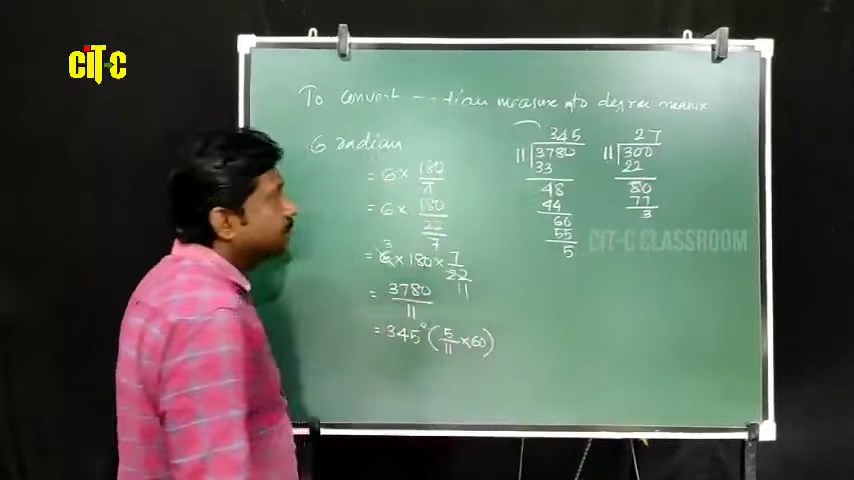 CiT-C
To convert -- dian measure into degree measure.
6 radian
= 6 × 180/π
= 6 × 180/22/7
3
= 6 × 180 × 7/22
11
= 3780/11
= 345° (5/11 × 60)
345
11 3780
33
48
44
60
55
5
27
11 300
22
80
77
3
CIT-C CLASSROOM